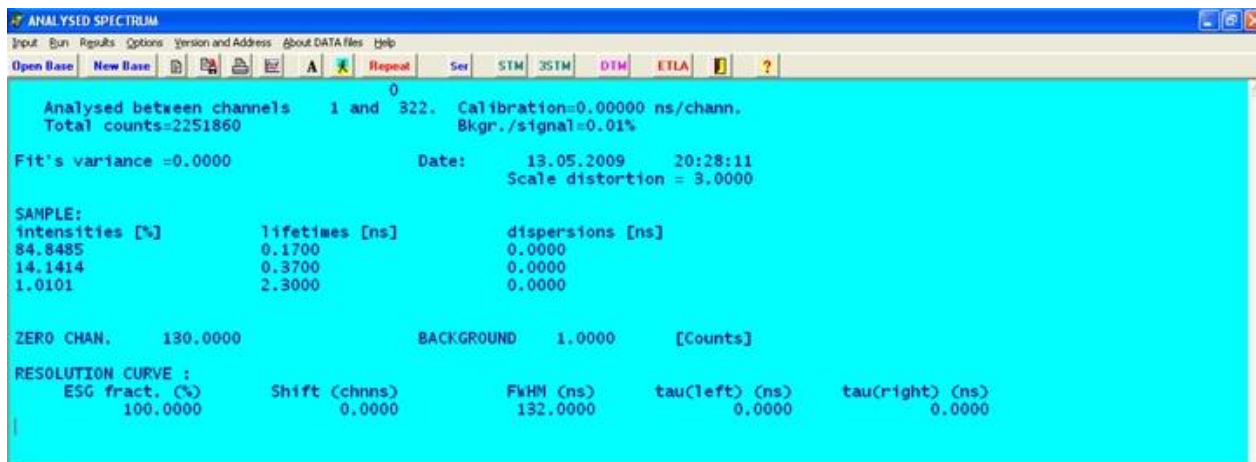 ANALYSED SPECTRUM
Input Run Results Options Version and Address About DATA files Help
Open Base New Base A Repeat Ser STM 3STM DTM ETLA ?
0
Analysed between channels 1 and 322. Calibration=0.00000 ns/chann.
Total counts=2251860 Bkgr./signal=0.01%
Fit's variance =0.0000 Date: 13.05.2009 20:28:11
Scale distortion = 3.0000
SAMPLE:
intensities [%] lifetimes [ns] dispersions [ns]
84.8485 0.1700 0.0000
14.1414 0.3700 0.0000
1.0101 2.3000 0.0000
ZERO CHAN. 130.0000 BACKGROUND 1.0000 [Counts]
RESOLUTION CURVE :
ESG fract. (%) Shift (chnns) FWHM (ns) tau(left) (ns) tau(right) (ns)
100.0000 0.0000 132.0000 0.0000 0.0000